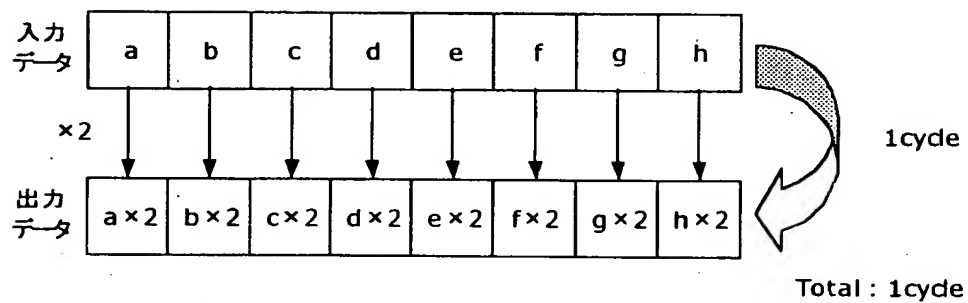 入力
データ
a b c d e f g h
×2
1cycle
出力
データ
a×2 b×2 c×2 d×2 e×2 f×2 g×2 h×2
Total : 1cycle